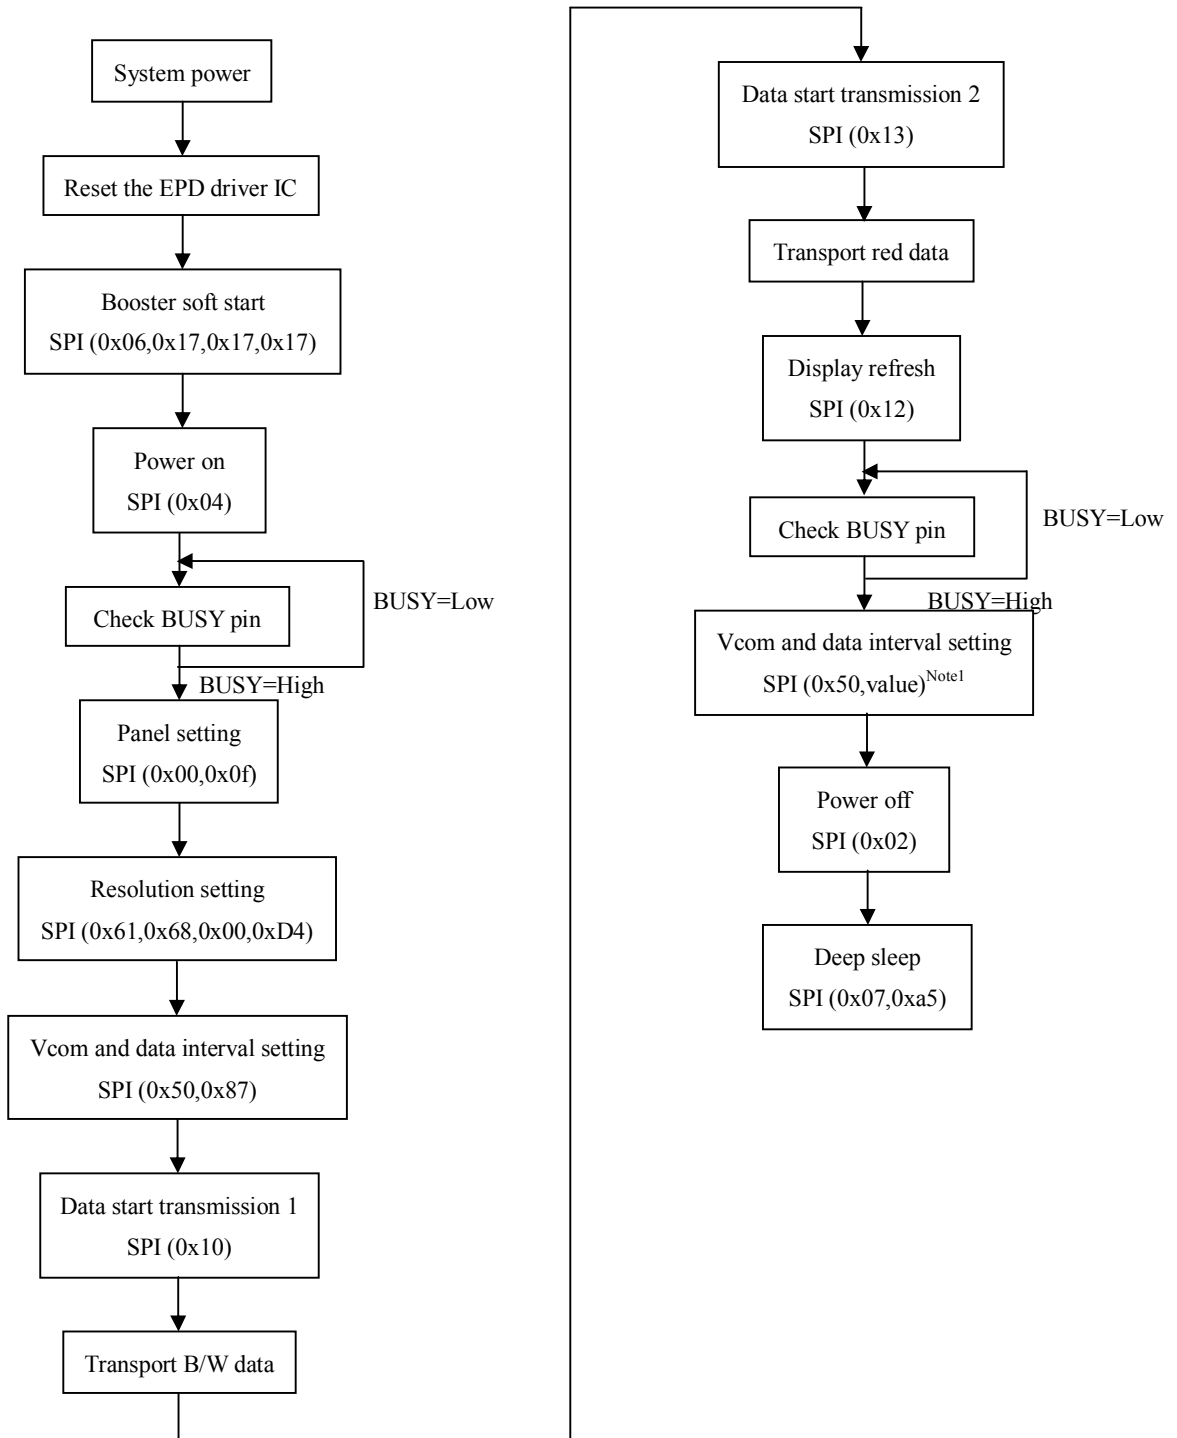 System power
Reset the EPD driver IC
Booster soft start
SPI (0x06,0x17,0x17,0x17)
Power on
SPI (0x04)
BUSY=Low
Check BUSY pin
BUSY=High
Panel setting
SPI (0x00,0x0f)
Resolution setting
SPI (0x61,0x68,0x00,0xD4)
Vcom and data interval setting
SPI (0x50,0x87)
Data start transmission 1
SPI (0x10)
Transport B/W data
Data start transmission 2
SPI (0x13)
Transport red data
Display refresh
SPI (0x12)
BUSY=Low
Check BUSY pin
BUSY=High
Vcom and data interval setting
SPI (0x50,value)Note1
Power off
SPI (0x02)
Deep sleep
SPI (0x07,0xa5)